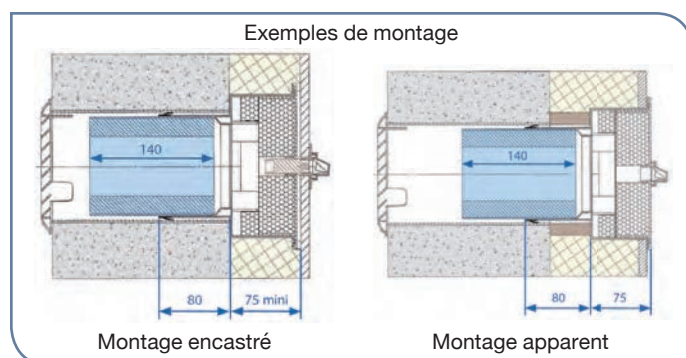 Exemples de montage
140
140
80
75 mini
80
75
Montage encastré
Montage apparent